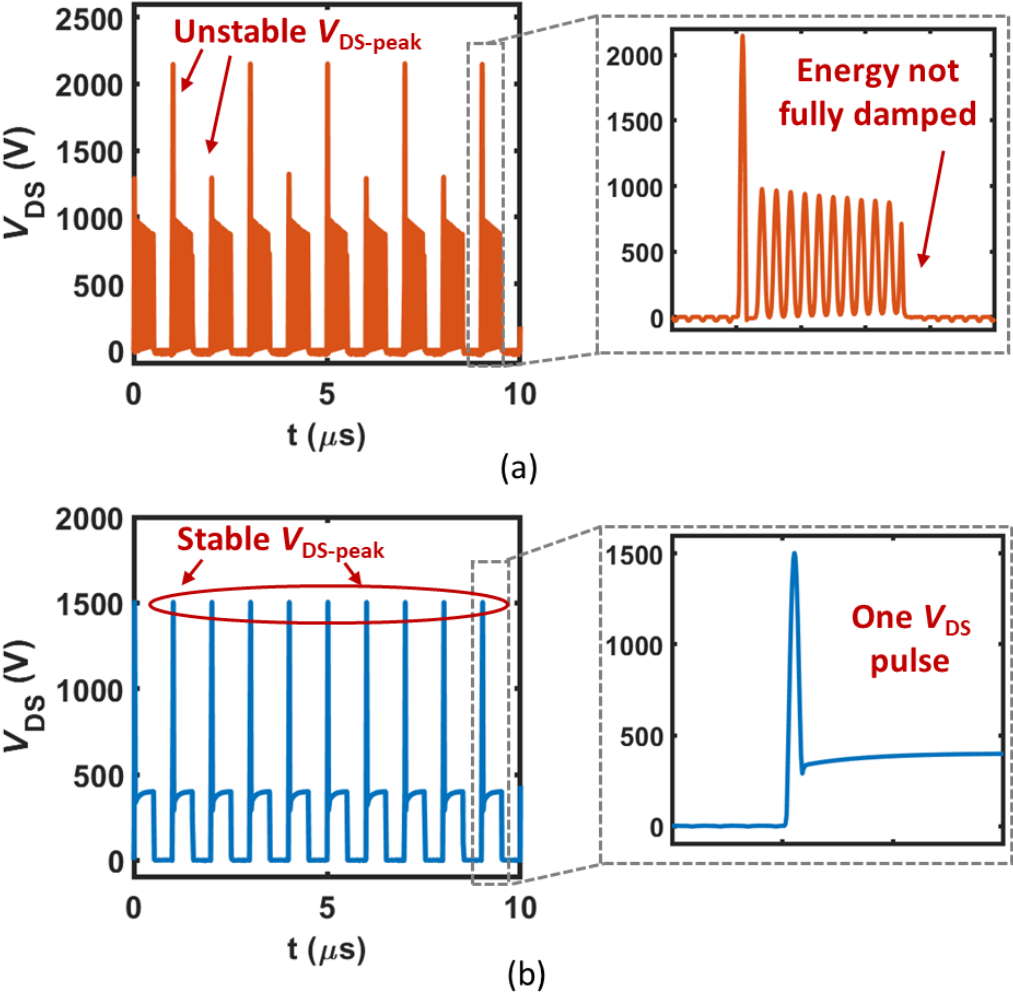 Unstable VDS-peak
VDS (V)
2500
2000
1500
1000
500
0
0
5
10
t (μs)
Energy not
fully damped
2000
1500
1000
500
0
(a)
Stable VDS-peak
VDS (V)
2000
1500
1000
500
0
0
5
10
t (μs)
One VDS
pulse
1500
1000
500
0
(b)